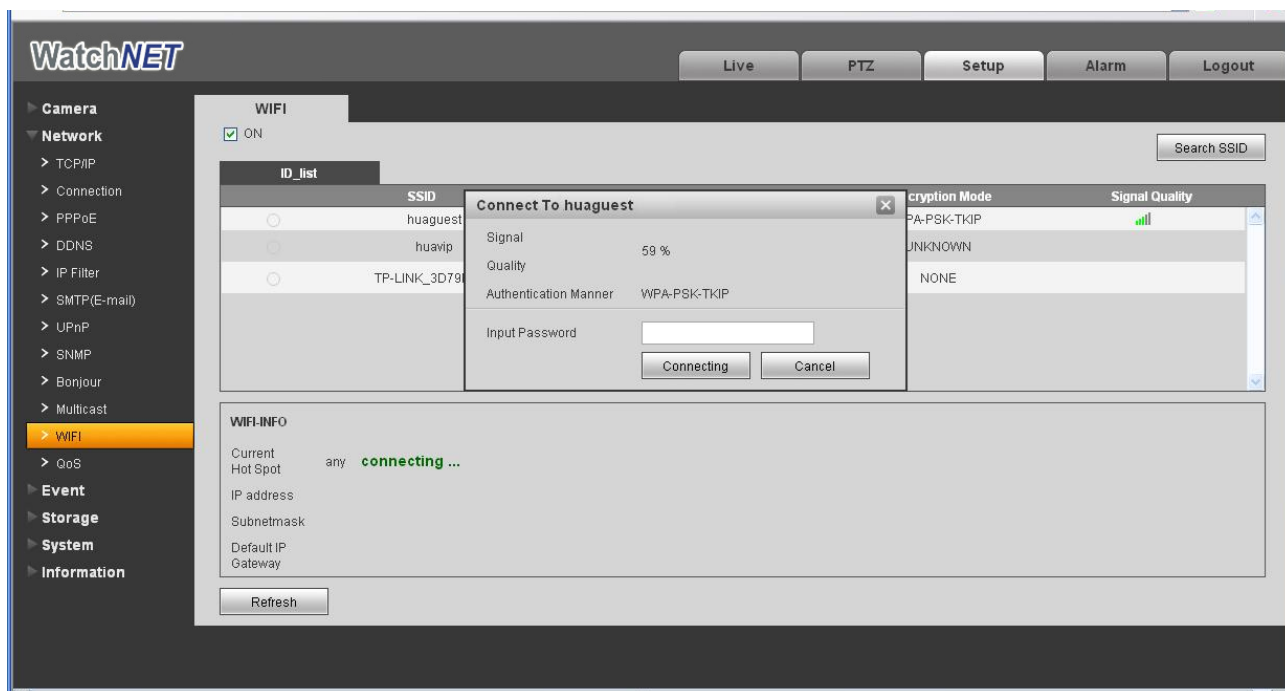 WatchNET
Live PTZ Setup Alarm Logout
Camera
Network
> TCP/IP
> Connection
> PPPoE
> DDNS
> IP Filter
> SMTP(E-mail)
> UPnP
> SNMP
> Bonjour
> Multicast
> WIFI
> QoS
Event
Storage
System
Information
WIFI
ON
Search SSID
ID_list
SSID cryption Mode Signal Quality
huaguest PA-PSK-TKIP
huavip UNKNOWN
TP-LINK_3D79 NONE
Connect To huaguest
Signal
Quality
59 %
Authentication Manner WPA-PSK-TKIP
Input Password
Connecting Cancel
WIFI-INFO
Current
Hot Spot
any connecting ...
IP address
Subnetmask
Default IP
Gateway
Refresh